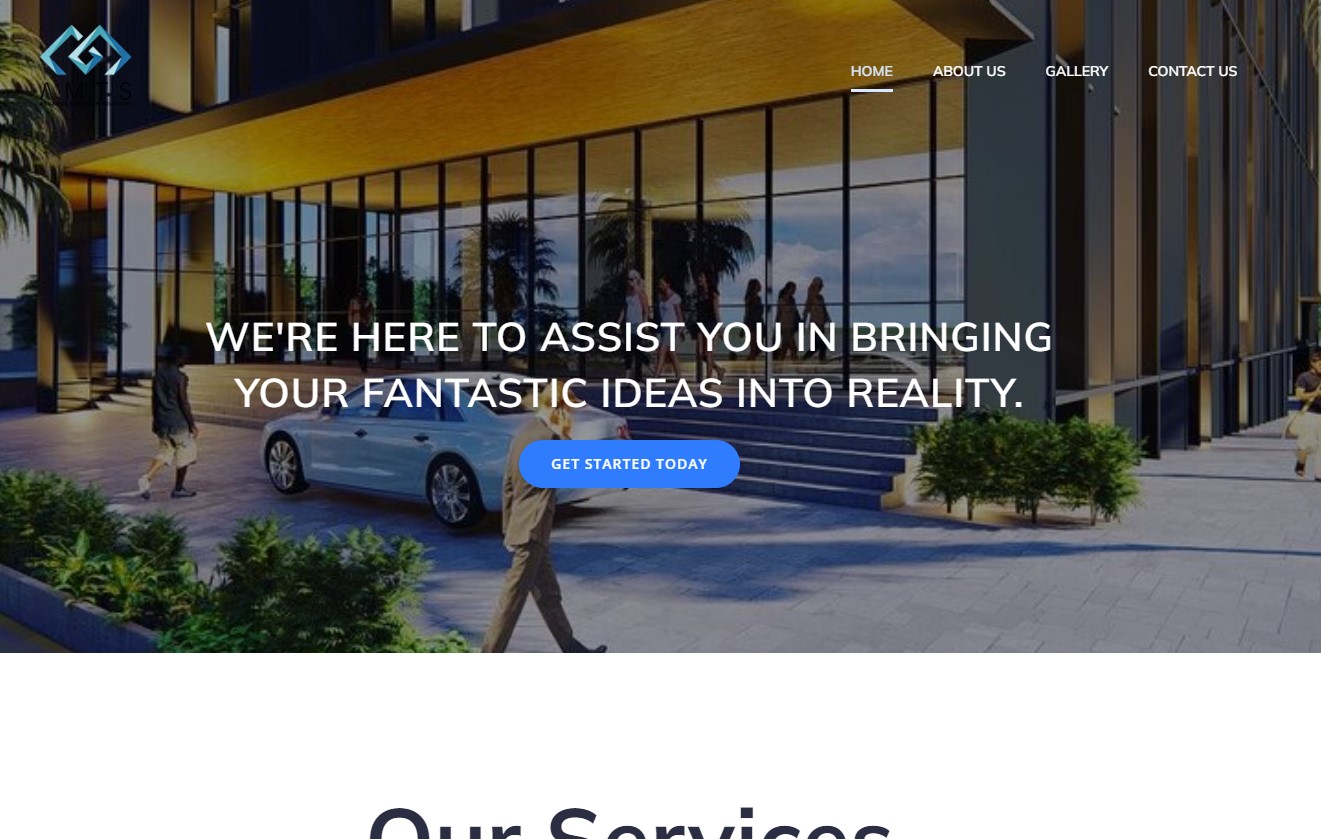 HOME
ABOUT US
GALLERY
CONTACT US
WE'RE HERE TO ASSIST YOU IN BRINGING
YOUR FANTASTIC IDEAS INTO REALITY.
GET STARTED TODAY
Our Services